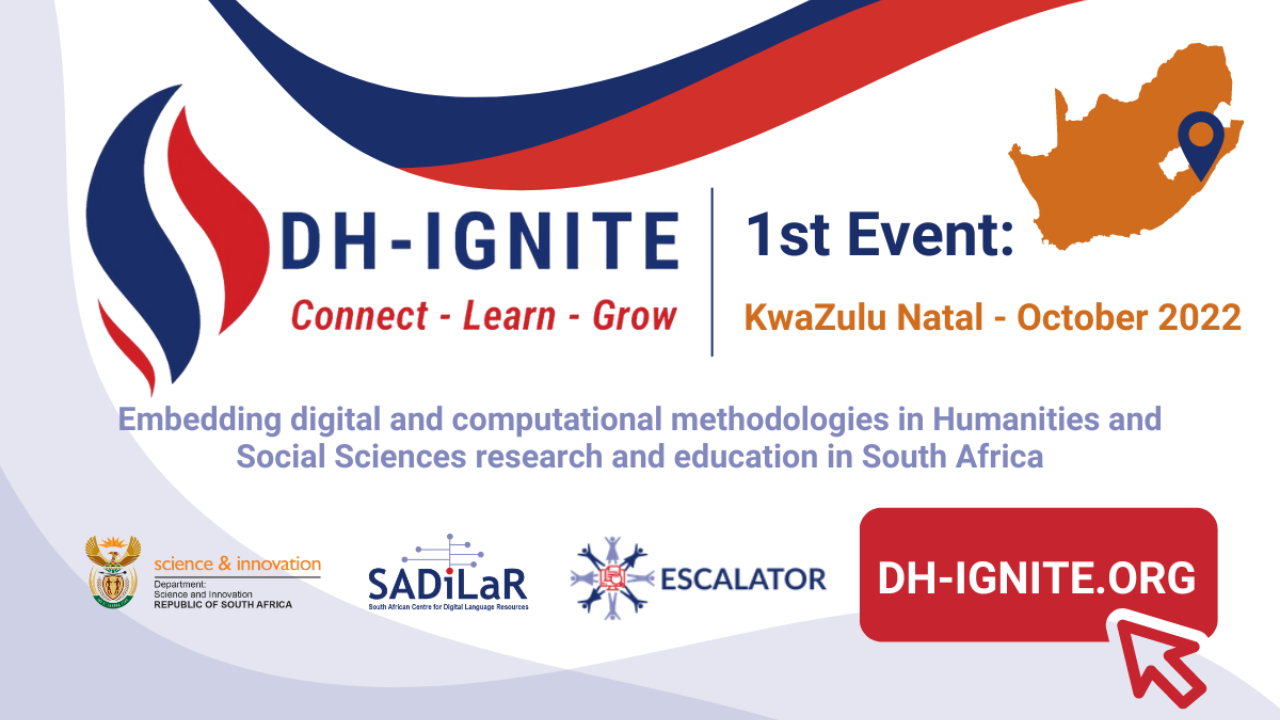 DH-IGNITE
Connect - Learn - Grow
1st Event:
KwaZulu Natal - October 2022
Embedding digital and computational methodologies in Humanities and
Social Sciences research and education in South Africa
science & innovation
Department:
Science and Innovation
REPUBLIC OF SOUTH AFRICA
SADiLaR
South African Centre for Digital Language Resources
ESCALATOR
DH-IGNITE.ORG